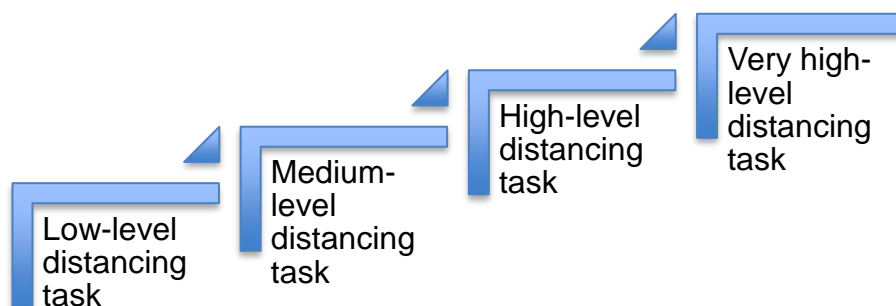 Low-level
distancing
task
Medium-
level
distancing
task
High-level
distancing
task
Very high-
level
distancing
task